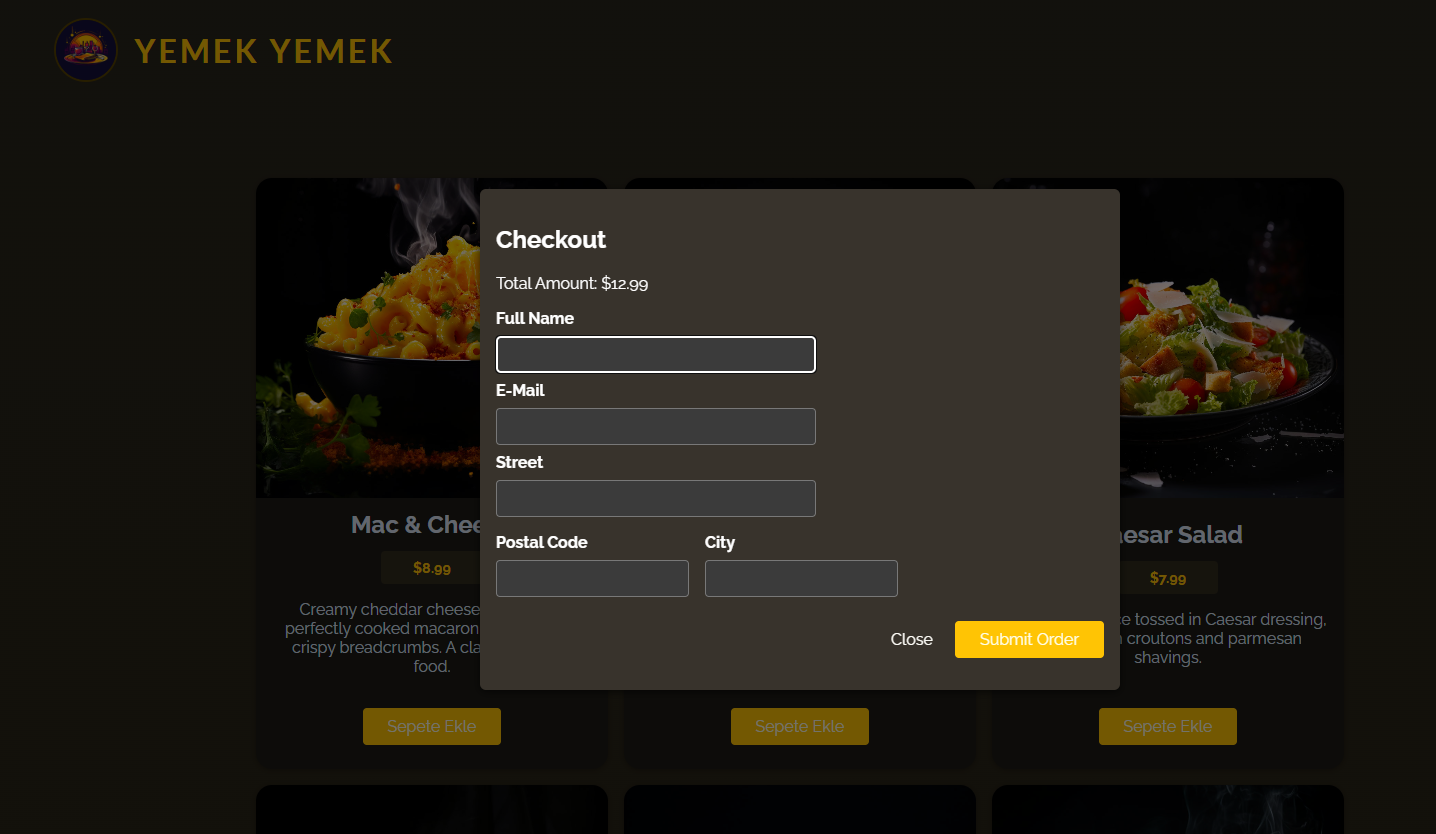 YEMEK YEMEK
Checkout
Total Amount: $12.99
Full Name
E-Mail
Street
Postal Code
City
Close
Submit Order
Mac & Chee
$8.99
Creamy cheddar cheese
perfectly cooked macaron
crispy breadcrumbs. A cla
food.
Sepete Ekle
Sepete Ekle
esar Salad
$7.99
ce tossed in Caesar dressing,
croutons and parmesan
shavings.
Sepete Ekle